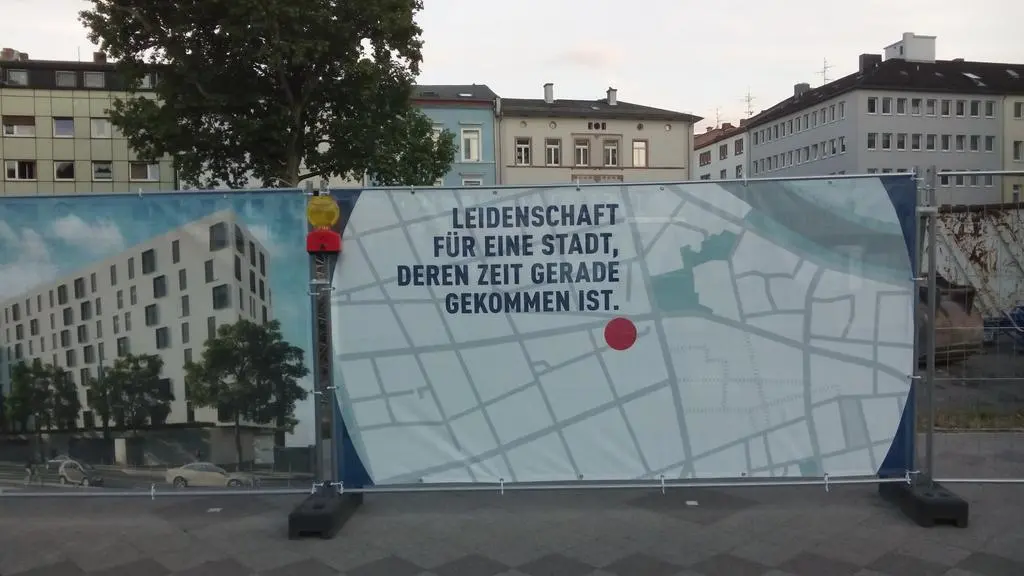 LEIDENSCHAFT
FÜR EINE STADT,
DEREN ZEIT GERADE
GEKOMMEN IST.